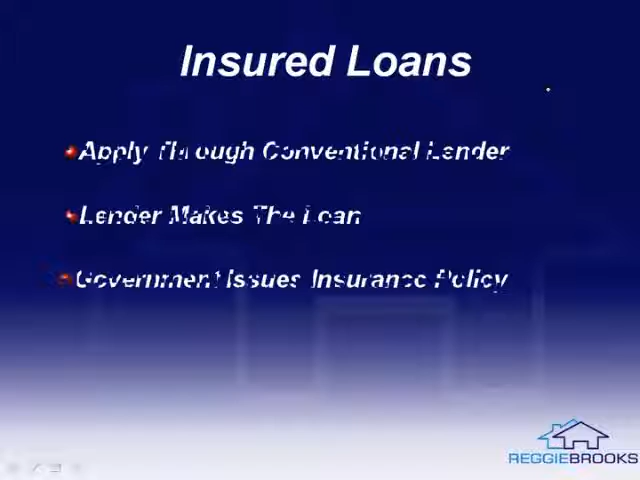 Insured Loans
Apply Through Conventional Lender
Lender Makes The Loan
Government Issues Insurance Policy
REGGIEBROOKS